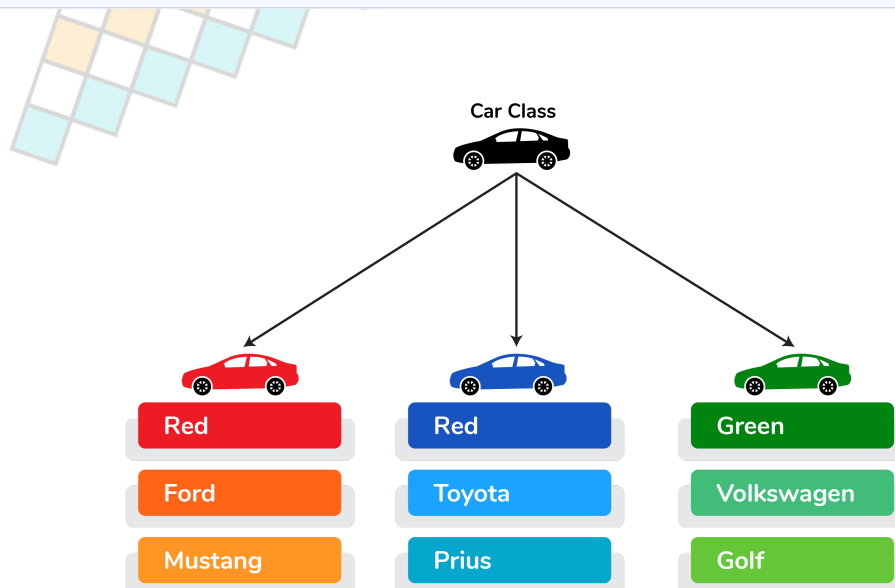 Car Class
Red
Red
Green
Ford
Toyota
Volkswagen
Mustang
Prius
Golf